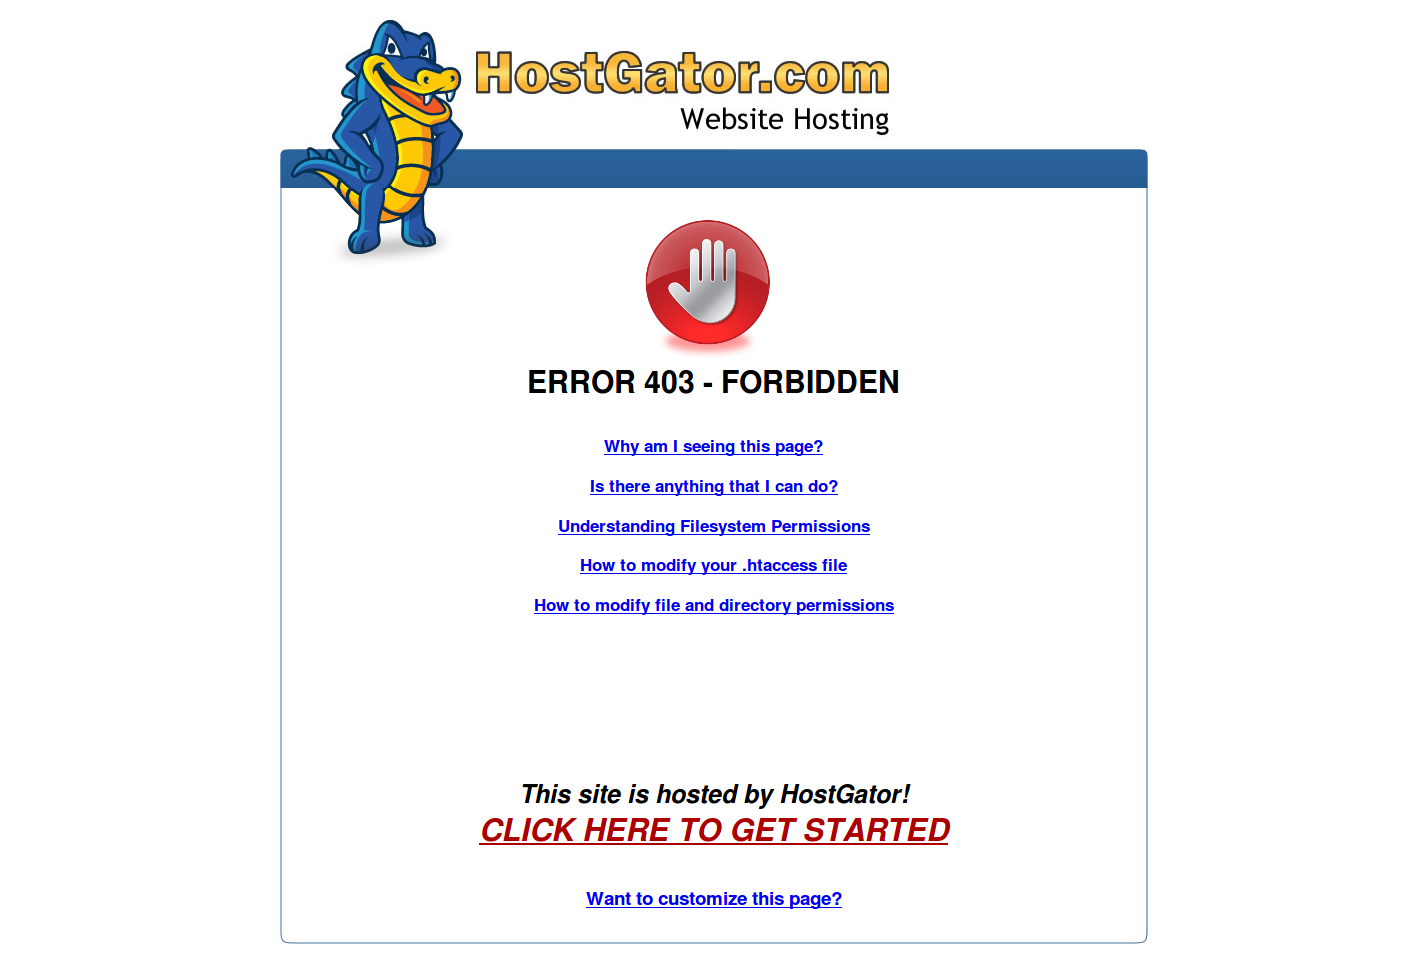 HostGator.com
Website Hosting
ERROR 403 - FORBIDDEN
Why am I seeing this page?
Is there anything that I can do?
Understanding Filesystem Permissions
How to modify your .htaccess file
How to modify file and directory permissions
This site is hosted by HostGator!
CLICK HERE TO GET STARTED
Want to customize this page?